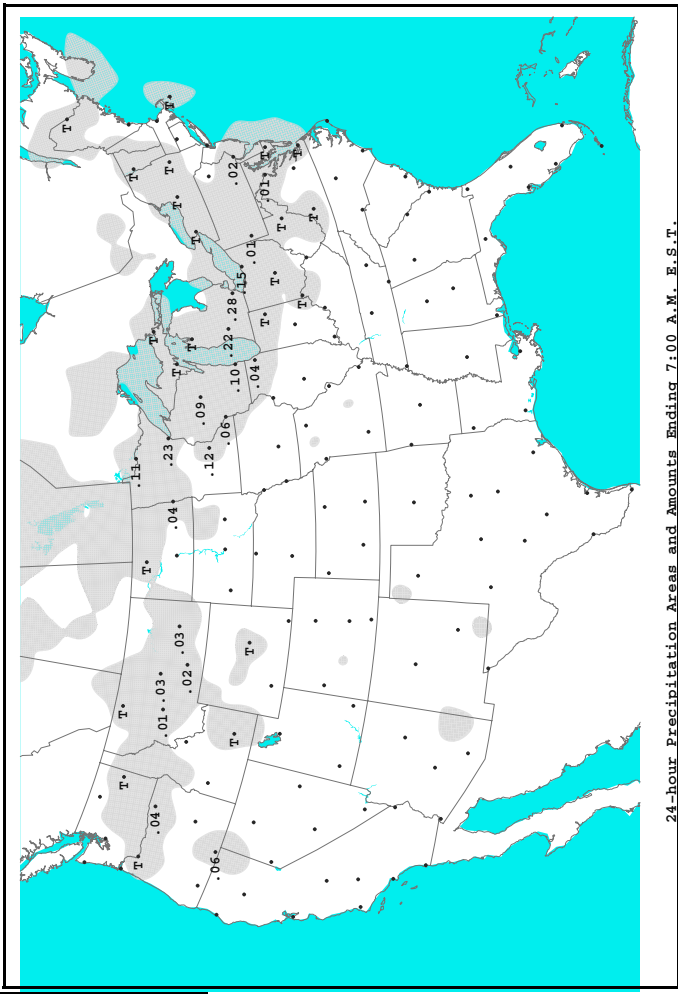 T
T
T
T
.11
T
T
T
.04
.03
.01
.23
T
T
.04
T
T
.03
.02
T
T
.09
.12
.06
.06
.22
.28
.02
T
.10
.15
T
.01
.04
.01
T
T
T
T
T
T
T
24-hour Precipitation Areas and Amounts Ending 7:00 A.M. E.S.T.